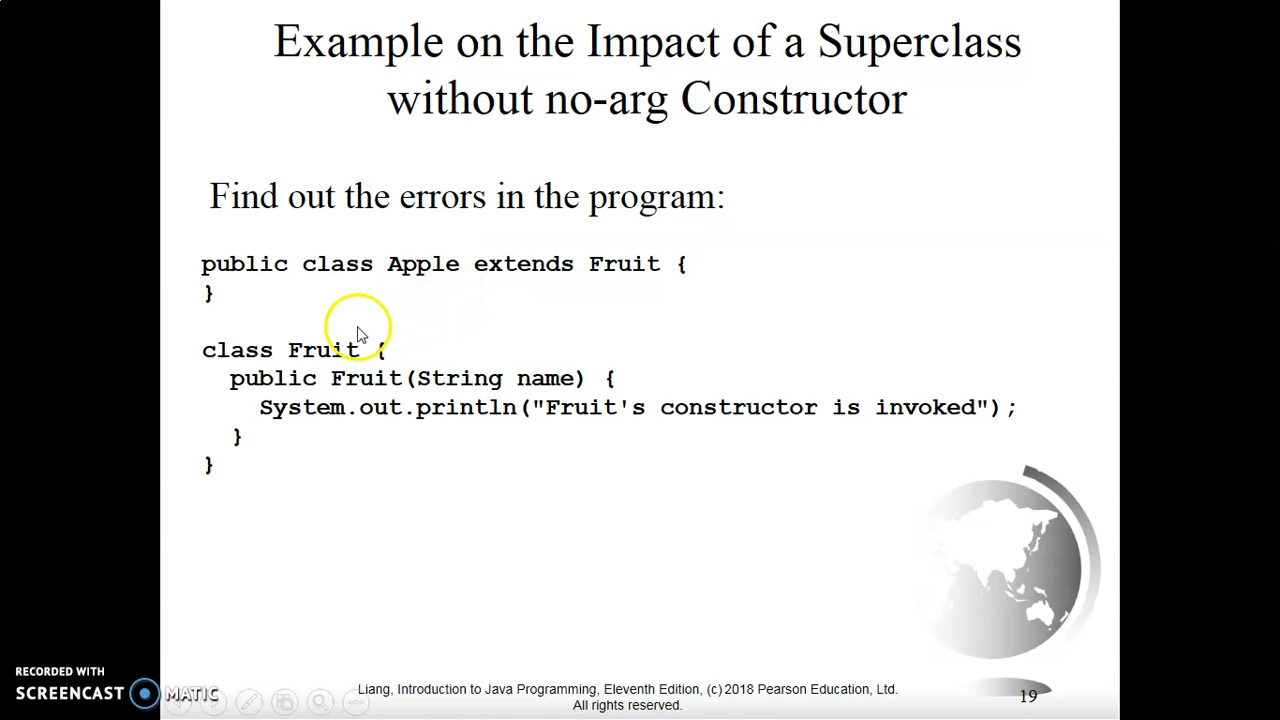 Example on the Impact of a Superclass
without no-arg Constructor
Find out the errors in the program:
public class Apple extends Fruit {
}
class Fruit {
public Fruit(String name) {
System.out.println("Fruit's constructor is invoked");
}
}
RECORDED WITH
SCREENCAST MATIC
Liang, Introduction to Java Programming, Eleventh Edition, (c) 2018 Pearson Education, Ltd.
All rights reserved.
19